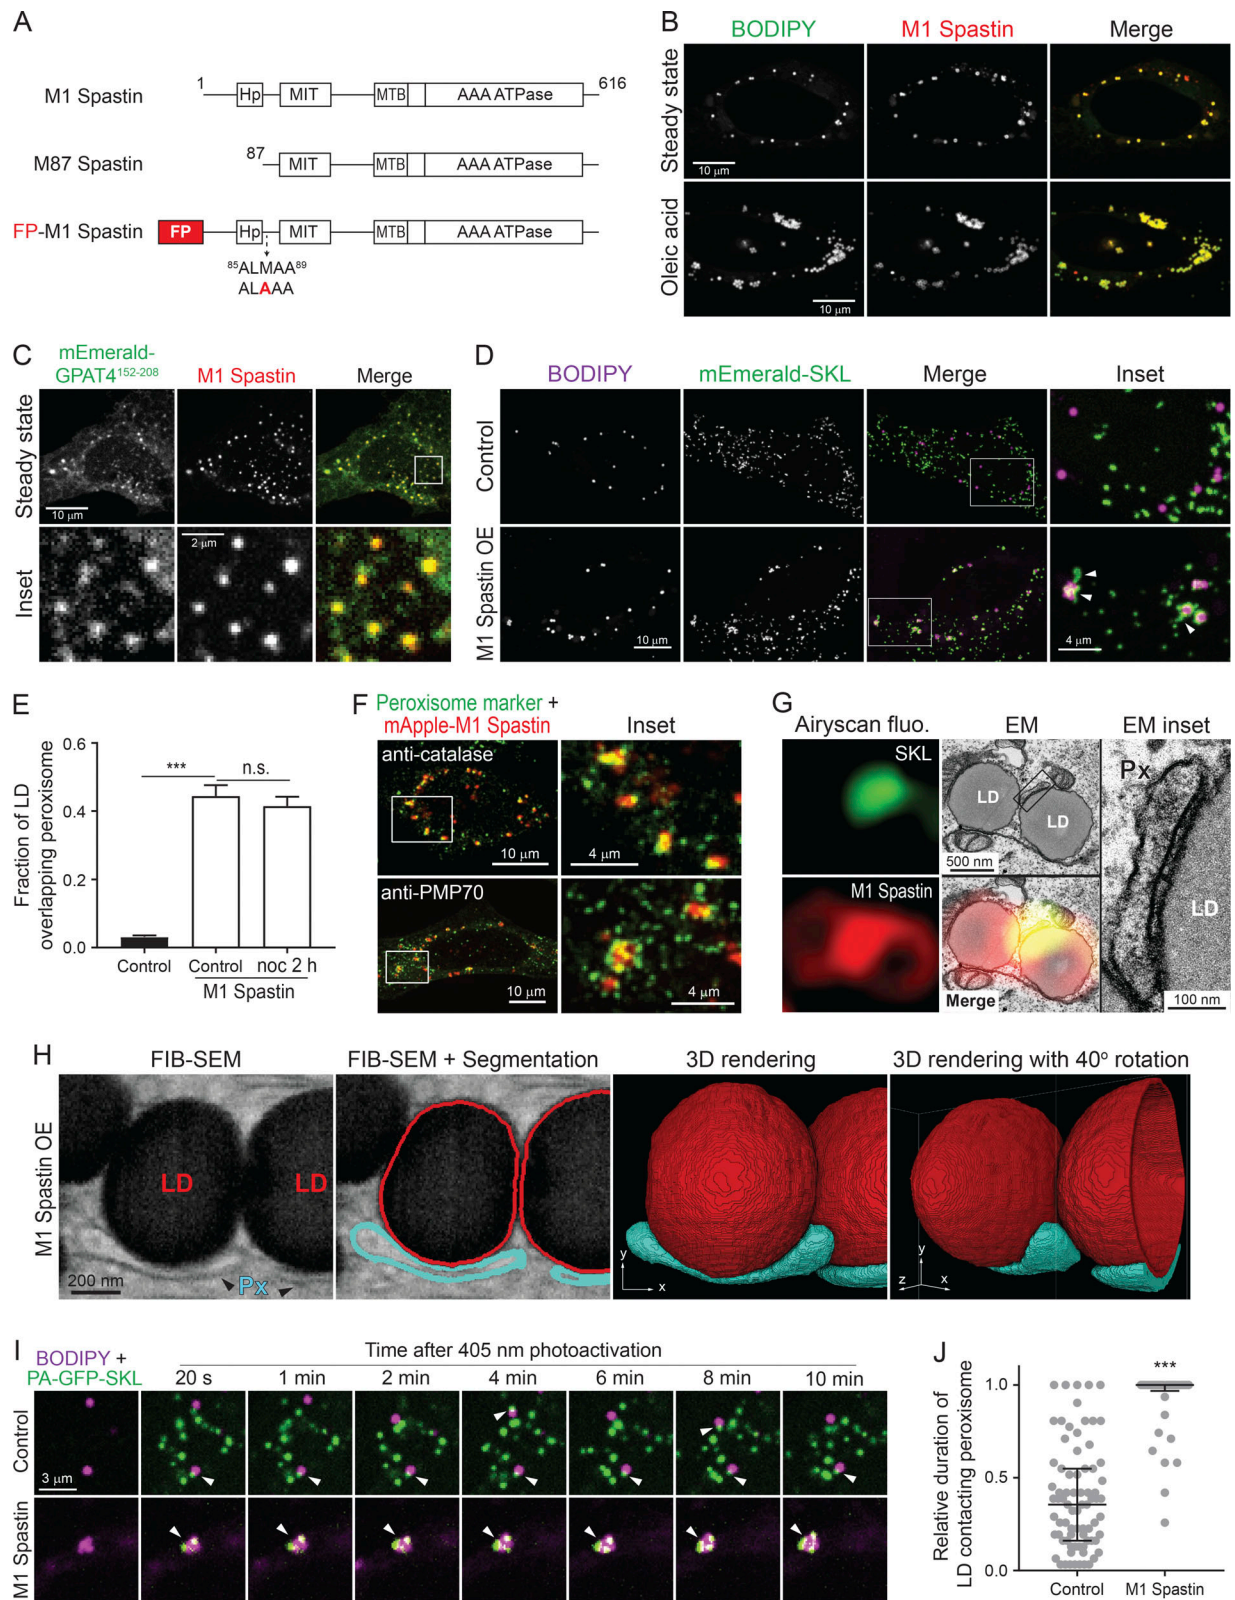 A
1
616
M1 Spastin
Hp
MIT
MTB
AAA ATPase
87
M87 Spastin
MIT
MTB
AAA ATPase
FP-M1 Spastin
FP
Hp
MIT
MTB
AAA ATPase
⁸⁵ALMAA⁸⁹
ALAAA
B
BODIPY
M1 Spastin
Merge
Steady state
10 μm
Oleic acid
10 μm
C
mEmerald-
GPAT4¹⁵²⁻²⁰⁸
M1 Spastin
Merge
Steady state
10 μm
Inset
2 μm
D
BODIPY
mEmerald-SKL
Merge
Inset
Control
M1 Spastin OE
10 μm
4 μm
E
Fraction of LD
overlapping peroxisome
0.6
0.4
0.2
0.0
***
n.s.
Control
Control
noc 2 h
M1 Spastin
F
Peroxisome marker +
mApple-M1 Spastin
Inset
anti-catalase
10 μm
4 μm
anti-PMP70
10 μm
4 μm
G
Airyscan fluo.
EM
EM inset
SKL
LD
LD
500 nm
Px
LD
M1 Spastin
Merge
100 nm
H
FIB-SEM
FIB-SEM + Segmentation
3D rendering
3D rendering with 40º rotation
M1 Spastin OE
LD
LD
200 nm
Px
y
x
y
z
x
I
BODIPY +
PA-GFP-SKL
Time after 405 nm photoactivation
20 s
1 min
2 min
4 min
6 min
8 min
10 min
Control
3 μm
M1 Spastin
J
Relative duration of
LD contacting peroxisome
1.0
0.5
0.0
***
Control
M1 Spastin